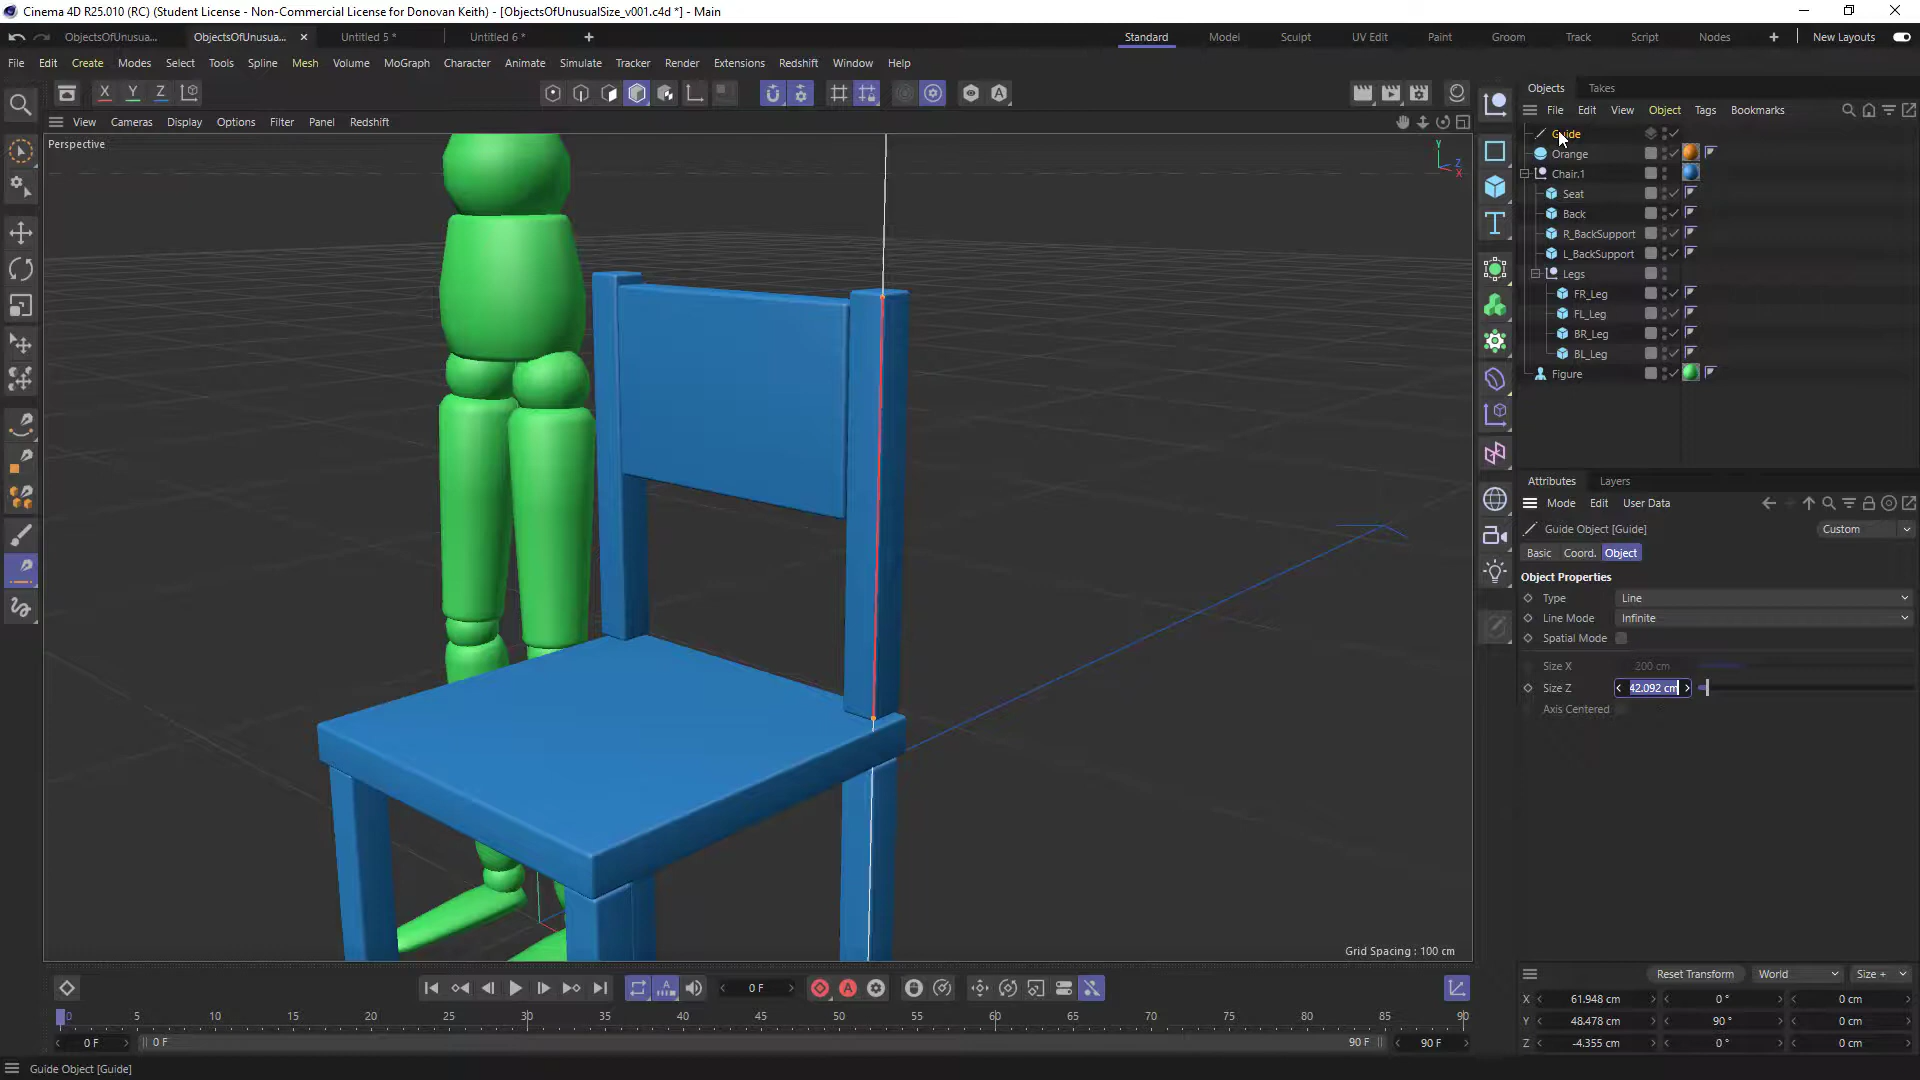 Cinema 4D R25.010 (RC) (Student License - Non-Commercial License for Donovan Keith) - [ObjectsOfUnusualSize_v001.c4d *] - Main
ObjectsOfUnusua... ObjectsOfUnusua... Untitled 5 * Untitled 6 * Standard Model Sculpt UV Edit Paint Groom Track Script Nodes New Layouts
File Edit Create Modes Select Tools Spline Mesh Volume MoGraph Character Animate Simulate Tracker Render Extensions Redshift Window Help
X Y Z
Objects Takes
File Edit View Object Tags Bookmarks
View Cameras Display Options Filter Panel Redshift
Perspective
Y
Z
X
Guide
Orange
Chair.1
Seat
Back
R_BackSupport
L_BackSupport
Legs
FR_Leg
FL_Leg
BR_Leg
BL_Leg
Figure
Attributes Layers
Mode Edit User Data
Guide Object [Guide]
Custom
Basic Coord. Object
Object Properties
Type Line
Line Mode Infinite
Spatial Mode
Size X 200 cm
Size Z 42.092 cm
Axis Centered
Grid Spacing : 100 cm
Reset Transform World Size +
0 F
X 61.948 cm 0 ° 0 cm
Y 48.478 cm 90 ° 0 cm
Z -4.355 cm 0 ° 0 cm
0 5 10 15 20 25 30 35 40 45 50 55 60 65 70 75 80 85 90
0 F 0 F 90 F 90 F
Guide Object [Guide]